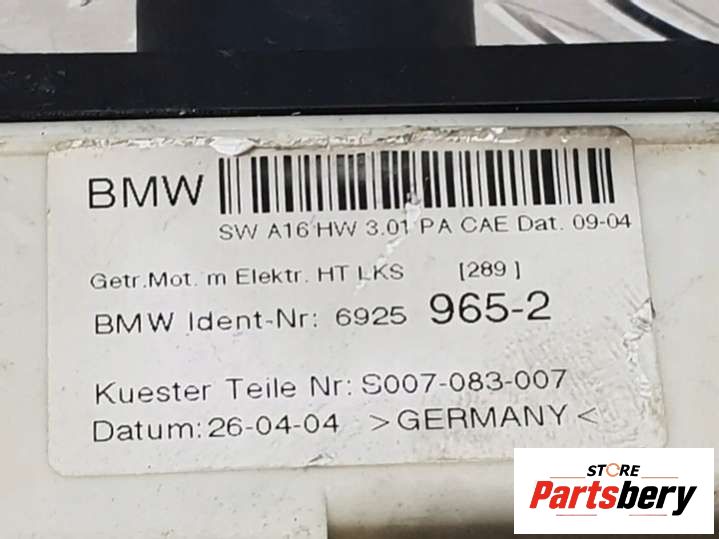 BMW
SW A16 HW 3.01 PA CAE Dat. 09-04
Getr.Mot. m Elektr. HT LKS [289]
BMW Ident-Nr: 6925 965-2
Kuester Teile Nr: S007-083-007
Datum:26-04-04 >GERMANY<
STORE
Partsbery